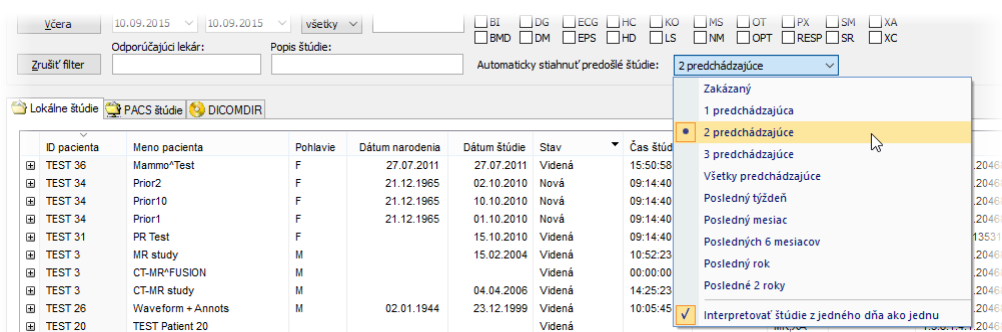 Včera 10.09.2015 10.09.2015 všetky BI DG ECG HC KO MS OT PX SM XA
BMD DM EPS HD LS NM OPT RESP SR XC
Odporúčajúci lekár: Popis štúdie:
Zrušiť filter Automaticky stiahnuť predošlé štúdie: 2 predchádzajúce
Zakázaný
1 predchádzajúca
2 predchádzajúce
3 predchádzajúce
Všetky predchádzajúce
Posledný týždeň
Posledný mesiac
Posledných 6 mesiacov
Posledný rok
Posledné 2 roky
Interpretovať štúdie z jedného dňa ako jednu
Lokálne štúdie PACS štúdie DICOMDIR
ID pacienta Meno pacienta Pohlavie Dátum narodenia Dátum štúdie Stav Čas štúd
TEST 36 Mammo^Test F 27.07.2011 27.07.2011 Videná 15:50:58
TEST 34 Prior2 F 21.12.1965 02.10.2010 Nová 09:14:40
TEST 34 Prior10 F 21.12.1965 10.10.2010 Nová 09:14:40
TEST 34 Prior1 F 21.12.1965 01.10.2010 Nová 09:14:40
TEST 31 PR Test F 15.10.2010 Videná 09:14:40
TEST 3 MR study M 15.02.2004 Videná 10:52:23
TEST 3 CT-MR^FUSION M Videná 00:00:00
TEST 3 CT-MR study M 04.04.2006 Videná 14:25:23
TEST 26 Waveform + Annots M 02.01.1944 23.12.1999 Videná 10:05:45
TEST 20 TEST Patient 20 Videná